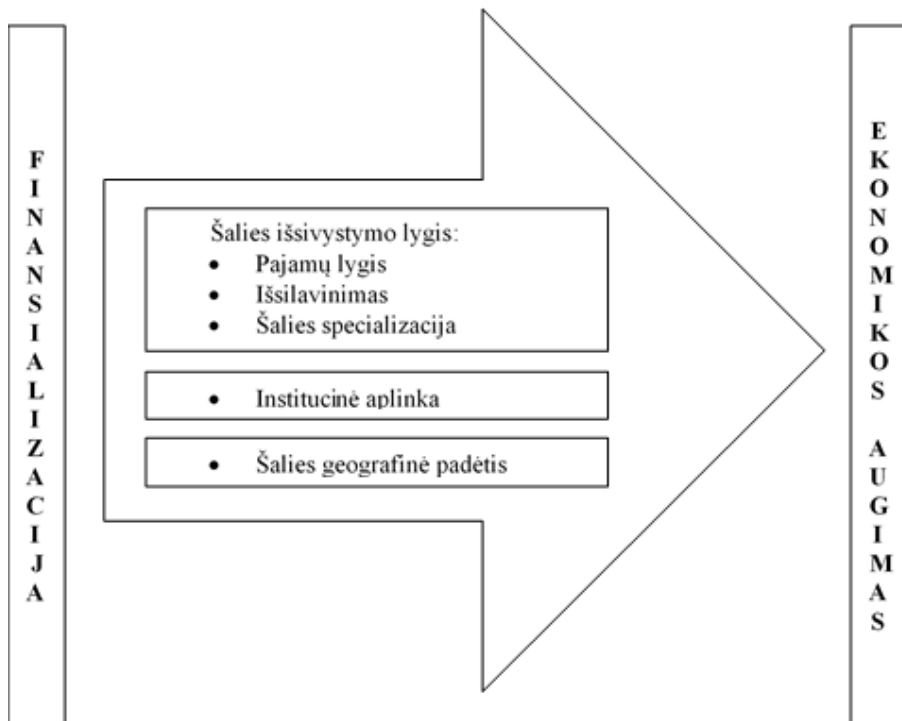 FINANSIALIZACIJA
Šalies išsivystymo lygis:
• Pajamų lygis
• Išsilavinimas
• Šalies specializacija
• Institucinė aplinka
• Šalies geografinė padėtis
EKONOMIKOS AUGIMAS